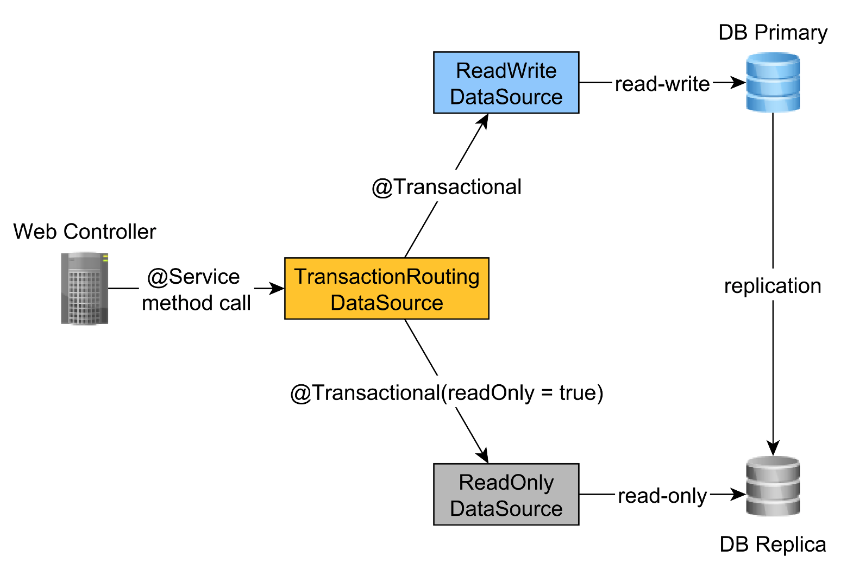 DB Primary
ReadWrite
DataSource
read-write
@Transactional
Web Controller
@Service
method call
TransactionRouting
DataSource
replication
@Transactional(readOnly = true)
ReadOnly
DataSource
read-only
DB Replica